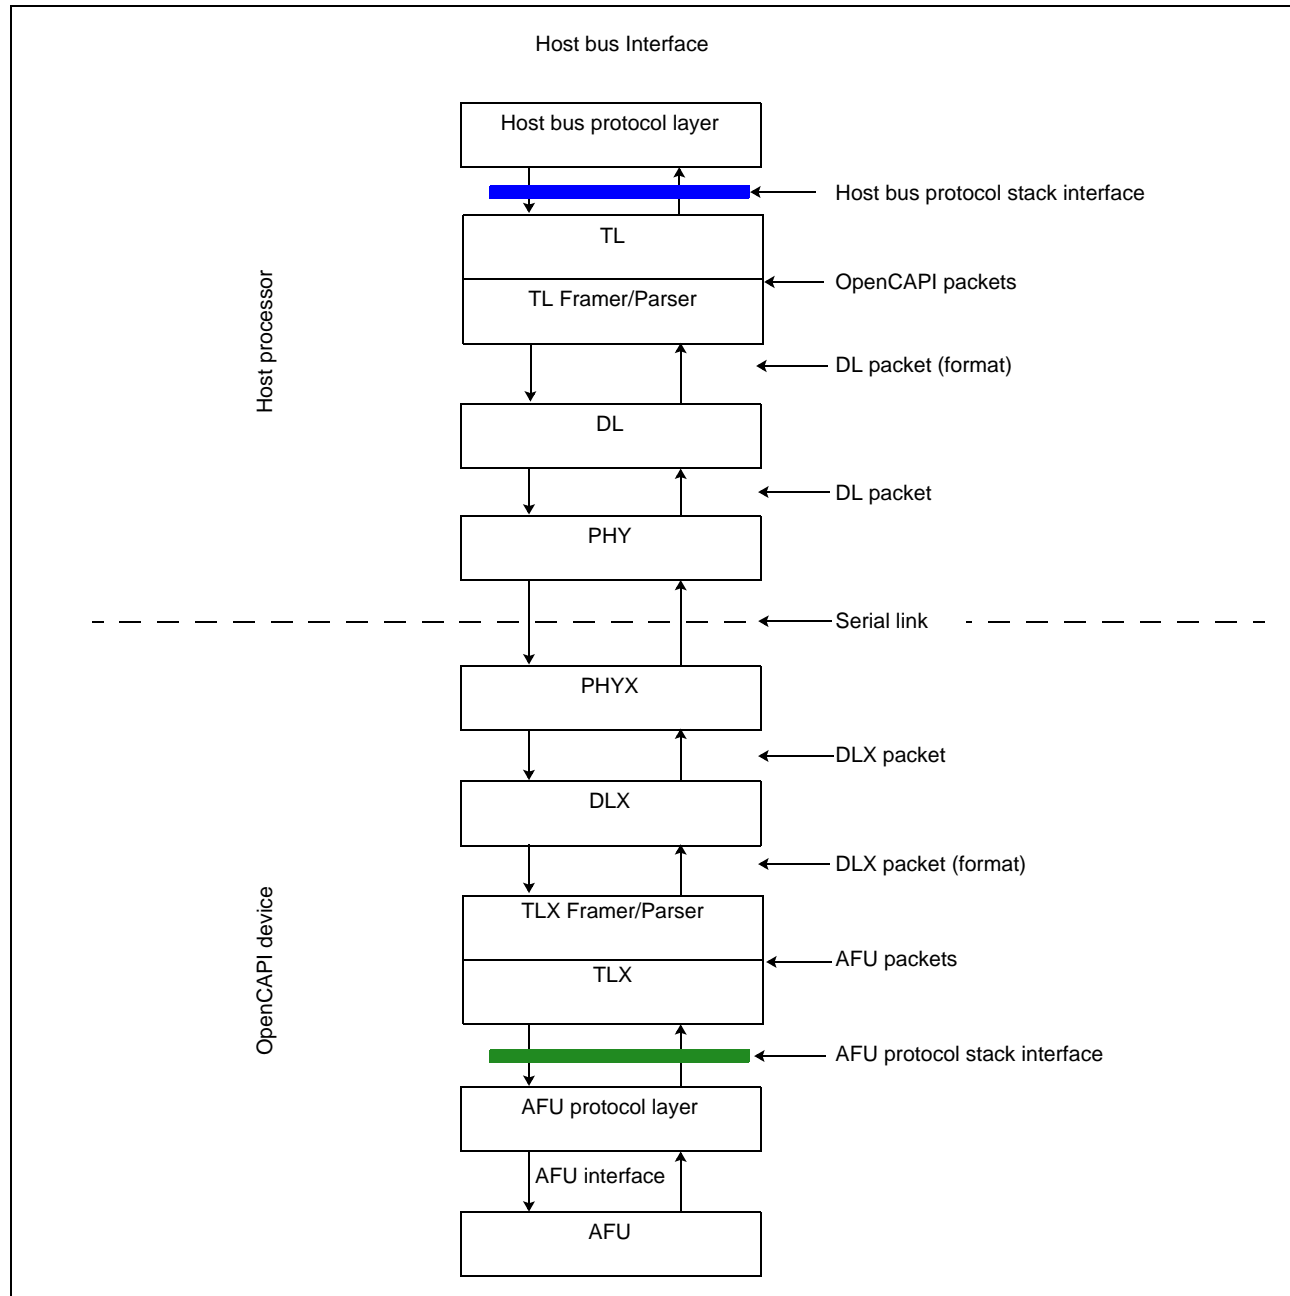 Host bus Interface
Host bus protocol layer
Host bus protocol stack interface
TL
OpenCAPI packets
TL Framer/Parser
Host processor
DL packet (format)
DL
DL packet
PHY
Serial link
PHYX
DLX packet
DLX
DLX packet (format)
TLX Framer/Parser
AFU packets
TLX
OpenCAPI device
AFU protocol stack interface
AFU protocol layer
AFU interface
AFU